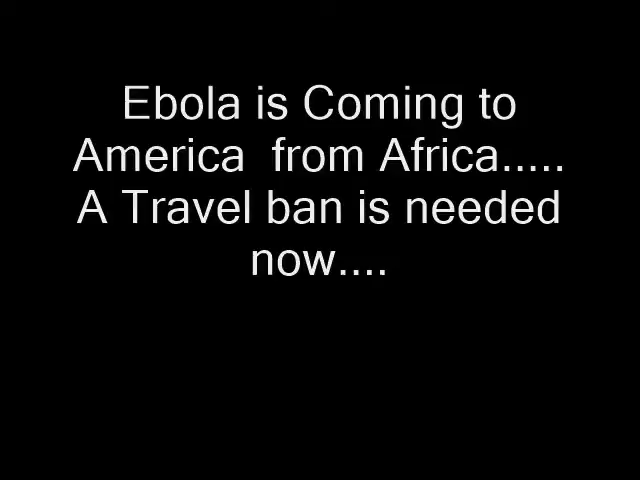 Ebola is Coming to
America  from Africa.....
A Travel ban is needed
now....